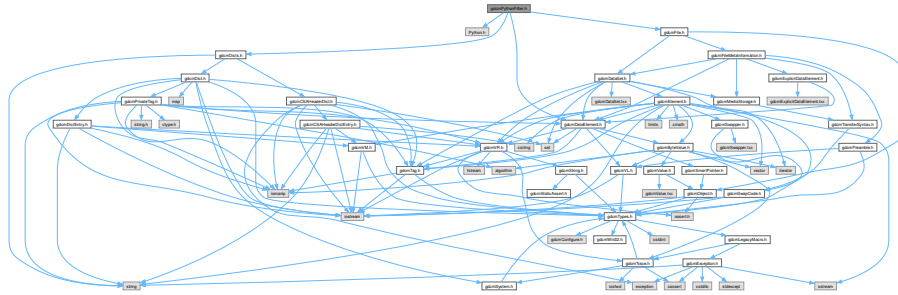 gdcmPythonFilter.h
Python.h
gdcmFile.h
gdcmDicts.h
gdcmFileMetaInformation.h
gdcmDict.h
gdcmDataSet.h
gdcmExplicitDataElement.h
gdcmPrivateTag.h
map
gdcmCSAHeaderDict.h
gdcmDataSet.txx
gdcmElement.h
gdcmMediaStorage.h
gdcmExplicitDataElement.txx
gdcmDictEntry.h
string.h
ctype.h
gdcmCSAHeaderDictEntry.h
gdcmDataElement.h
limits
cmath
gdcmSwapper.h
gdcmTransferSyntax.h
gdcmVM.h
gdcmVR.h
cstring
set
gdcmByteValue.h
gdcmSwapper.txx
gdcmPreamble.h
gdcmTag.h
fstream
algorithm
gdcmString.h
gdcmVL.h
gdcmValue.h
gdcmSmartPointer.h
vector
iterator
iomanip
gdcmStaticAssert.h
gdcmValue.txx
gdcmObject.h
gdcmSwapCode.h
iostream
gdcmTypes.h
assert.h
gdcmConfigure.h
gdcmWin32.h
cstdint
gdcmLegacyMacro.h
gdcmTrace.h
gdcmException.h
string
gdcmSystem.h
iosfwd
exception
cassert
cstdlib
stdexcept
sstream